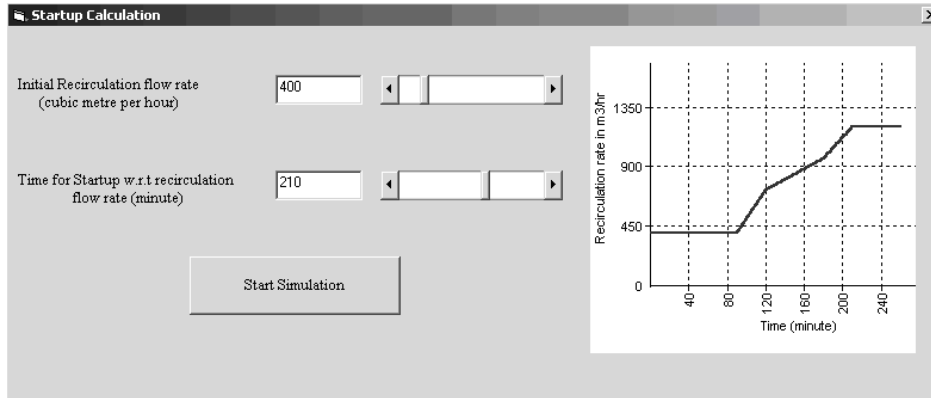 Startup Calculation
Initial Recirculation flow rate
(cubic metre per hour)
400
Time for Startup w.r.t recirculation
flow rate (minute)
210
Start Simulation
Recirculation rate in m3/hr
1350
900
450
0
40
80
120
160
200
240
Time (minute)